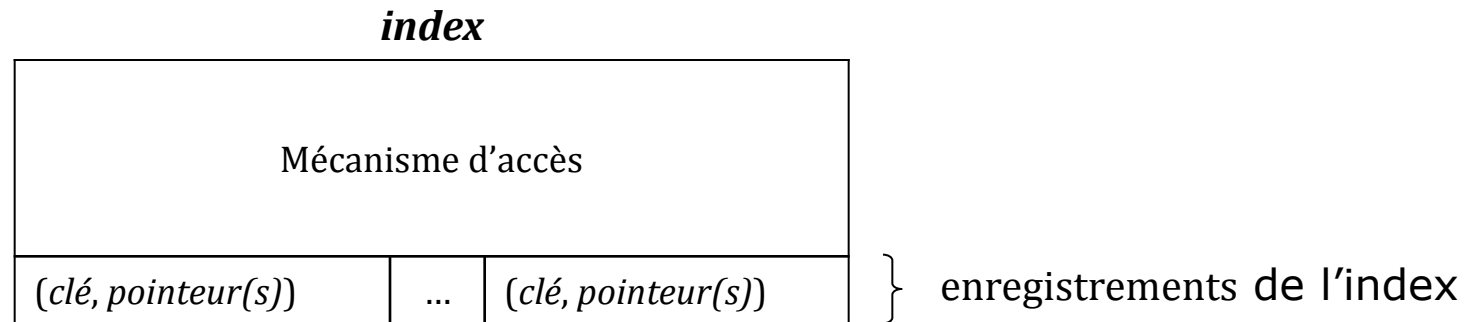 index
Mécanisme d’accès
(clé, pointeur(s)) ... (clé, pointeur(s)) enregistrements de l’index